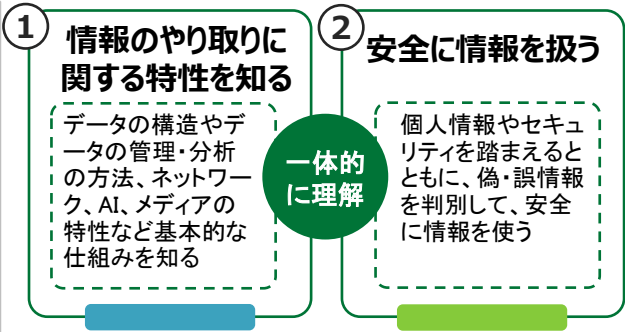 ①
情報のやり取りに
関する特性を知る
データの構造やデ
ータの管理・分析
の方法、ネットワー
ク、AI、メディアの
特性など基本的な
仕組みを知る
一体的
に理解
②
安全に情報を扱う
個人情報やセキュ
リティを踏まえると
ともに、偽・誤情報
を判別して、安全
に情報を使う